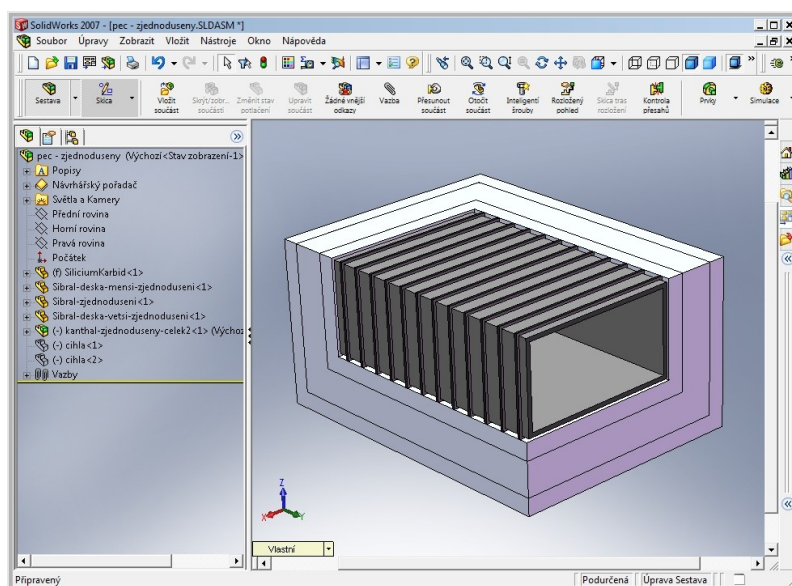 SolidWorks 2007 - [pec - zjednoduseny.SLDASM *]
Soubor Úpravy Zobrazit Vložit Nástroje Okno Nápověda
Sestava
Skica
Vložit součást
Skrýt/zobr... součásti
Změnit stav potlačení
Upravit součást
Žádné vnější odkazy
Vazba
Přesunout součást
Otočit součást
Inteligentí šrouby
Rozložený pohled
Skica tras rozložení
Kontrola přesahů
Prvky
Simulace
pec - zjednoduseny (Výchozí<Stav zobrazení-1>
Popisy
Návrhářský pořadač
Světla a Kamery
Přední rovina
Horní rovina
Pravá rovina
Počátek
(f) SiliciumKarbid<1>
Sibral-deska-mensi-zjednoduseni<1>
Sibral-zjednoduseni<1>
Sibral-deska-vetsi-zjednoduseni<1>
(-) kanthal-zjednoduseny-celek2<1> (Výchoz
(-) cihla<1>
(-) cihla<2>
Vazby
Z
X
Y
Vlastní
Připravený
Podurčená
Úprava Sestava